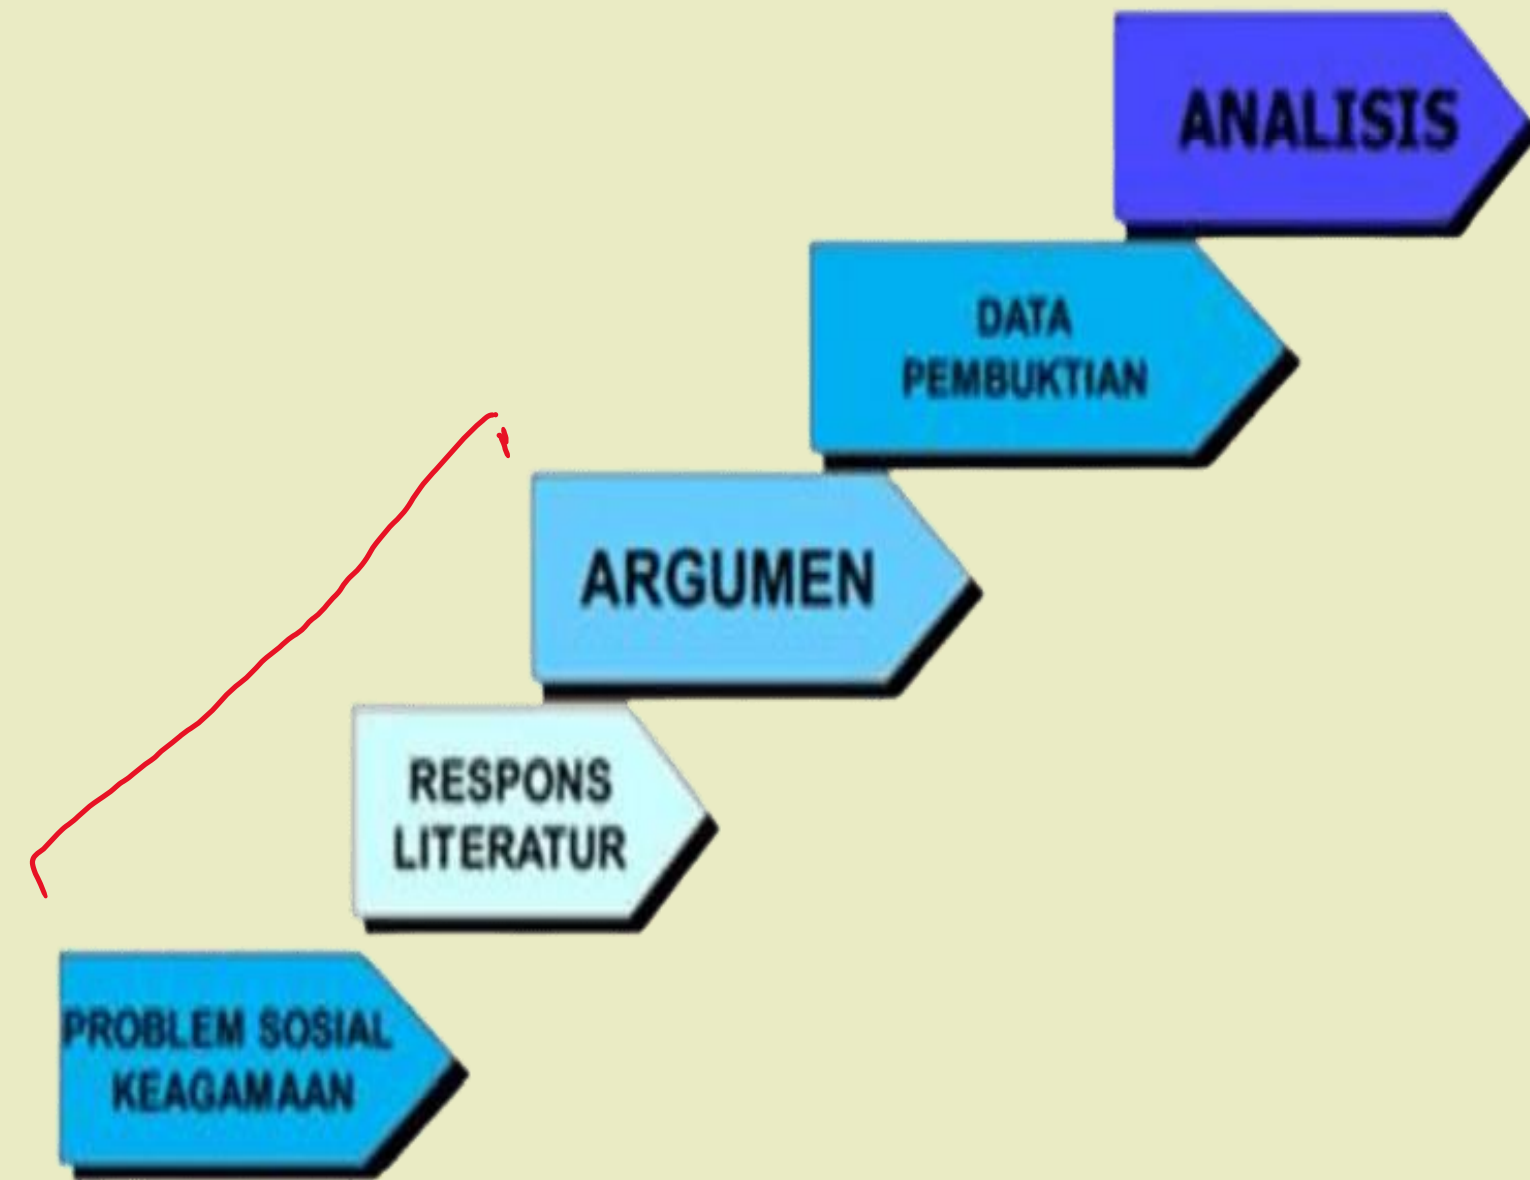 ANALISIS
DATA
PEMBUKTIAN
ARGUMEN
RESPONS
LITERATUR
PROBLEM SOSIAL
KEAGAMAAN